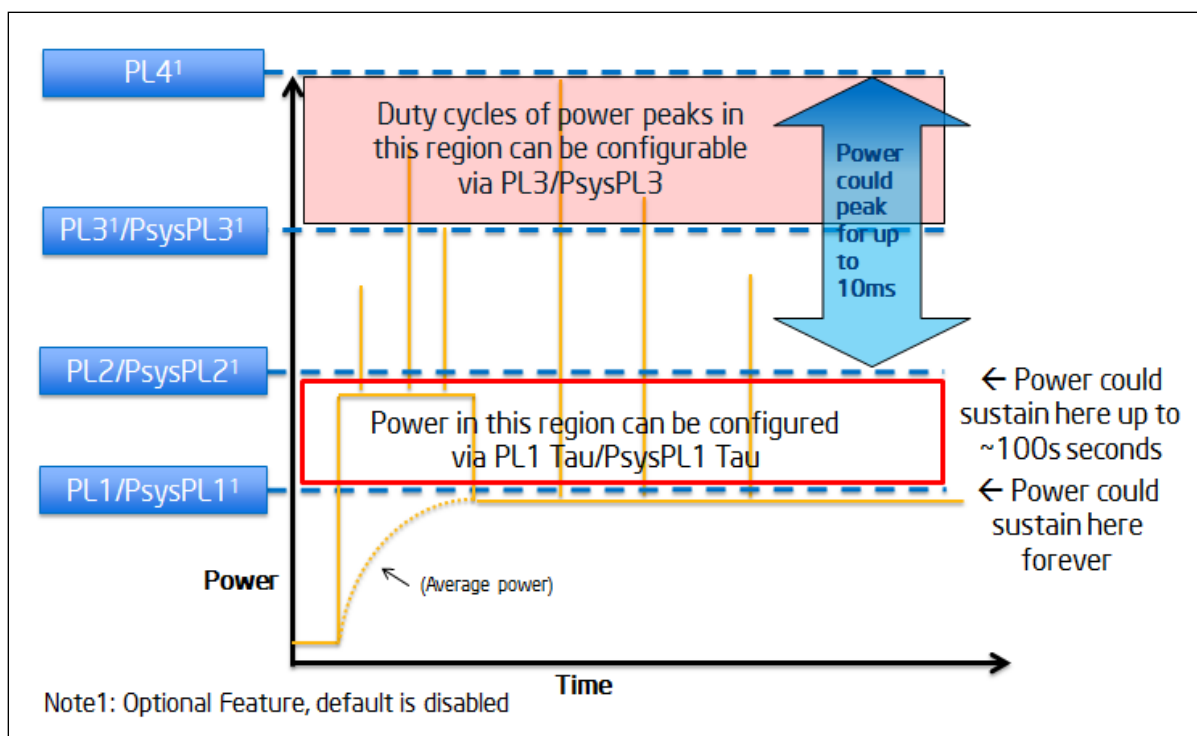 PL4¹
Duty cycles of power peaks in
this region can be configurable
via PL3/PsysPL3
Power
could
peak
for up
to
10ms
PL3¹/PsysPL3¹
PL2/PsysPL2¹
← Power could
sustain here up to
~100s seconds
Power in this region can be configured
via PL1 Tau/PsysPL1 Tau
PL1/PsysPL1¹
← Power could
sustain here
forever
Power
(Average power)
Time
Note1: Optional Feature, default is disabled